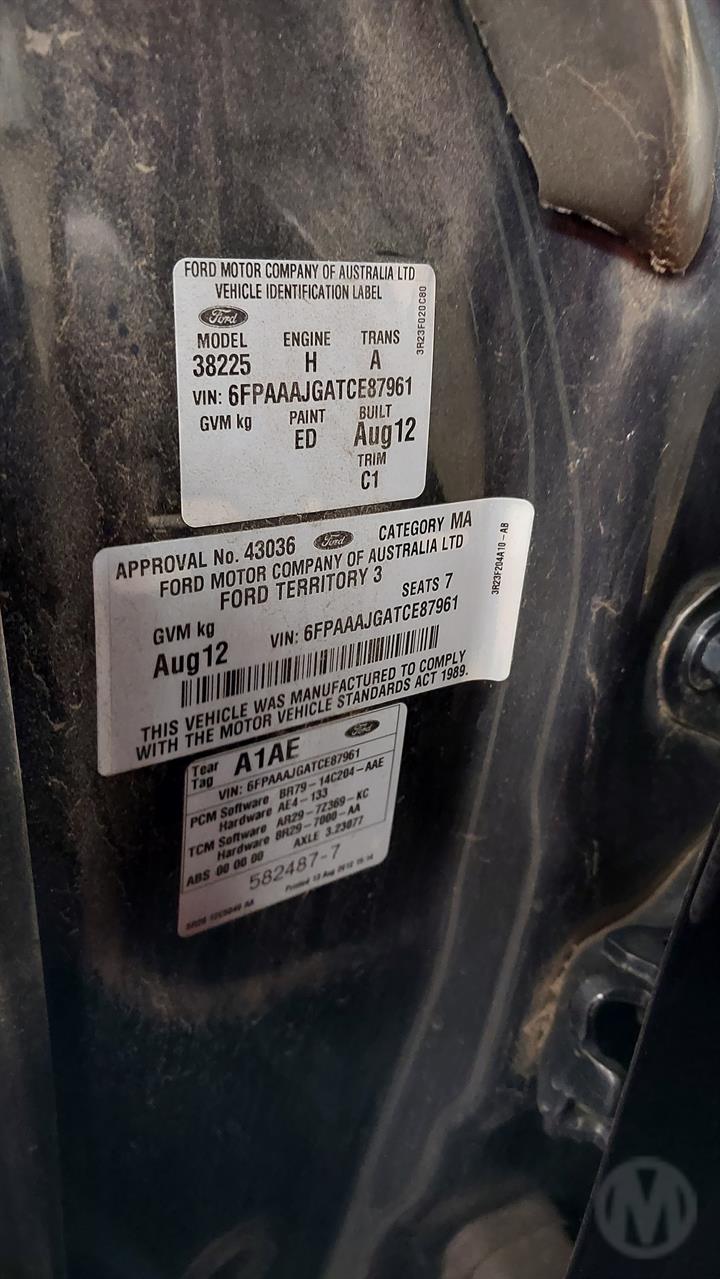 FORD MOTOR COMPANY OF AUSTRALIA LTD
VEHICLE IDENTIFICATION LABEL
Ford
MODEL ENGINE TRANS
38225 H A
VIN: 6FPAAAJGATCE87961
GVM kg PAINT BUILT
ED Aug12
TRIM
C1
3R23F020C80
APPROVAL No. 43036 Ford CATEGORY MA
FORD MOTOR COMPANY OF AUSTRALIA LTD
FORD TERRITORY 3
SEATS 7
GVM kg VIN: 6FPAAAJGATCE87961
Aug12
THIS VEHICLE WAS MANUFACTURED TO COMPLY
WITH THE MOTOR VEHICLE STANDARDS ACT 1989.
3R23F204A10-AB
Tear Tag A1AE Ford
VIN: 6FPAAAJGATCE87961
PCM Software BR79-14C204-AAE
Hardware AE4-133
TCM Software AR29-7Z369-KC
Hardware BR29-7000-AA
ABS 00 00 00 AXLE 3.23077
582487-7
Printed 13 Aug 2012
M